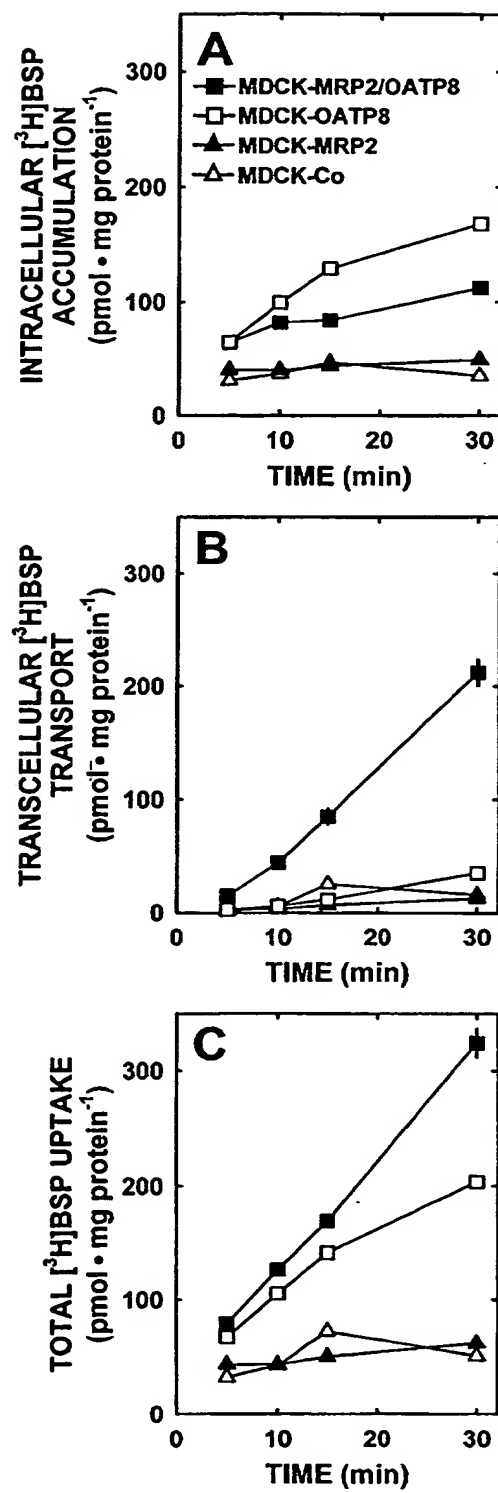 A
MDCK-MRP2/OATP8
MDCK-OATP8
MDCK-MRP2
MDCK-Co
INTRACELLULAR [³H]BSP
ACCUMULATION
(pmol • mg protein⁻¹)
300
200
100
0
0 10 20 30
TIME (min)
B
TRANSCELLULAR [³H]BSP
TRANSPORT
(pmol • mg protein⁻¹)
300
200
100
0
0 10 20 30
TIME (min)
C
TOTAL [³H]BSP UPTAKE
(pmol • mg protein⁻¹)
300
200
100
0
0 10 20 30
TIME (min)